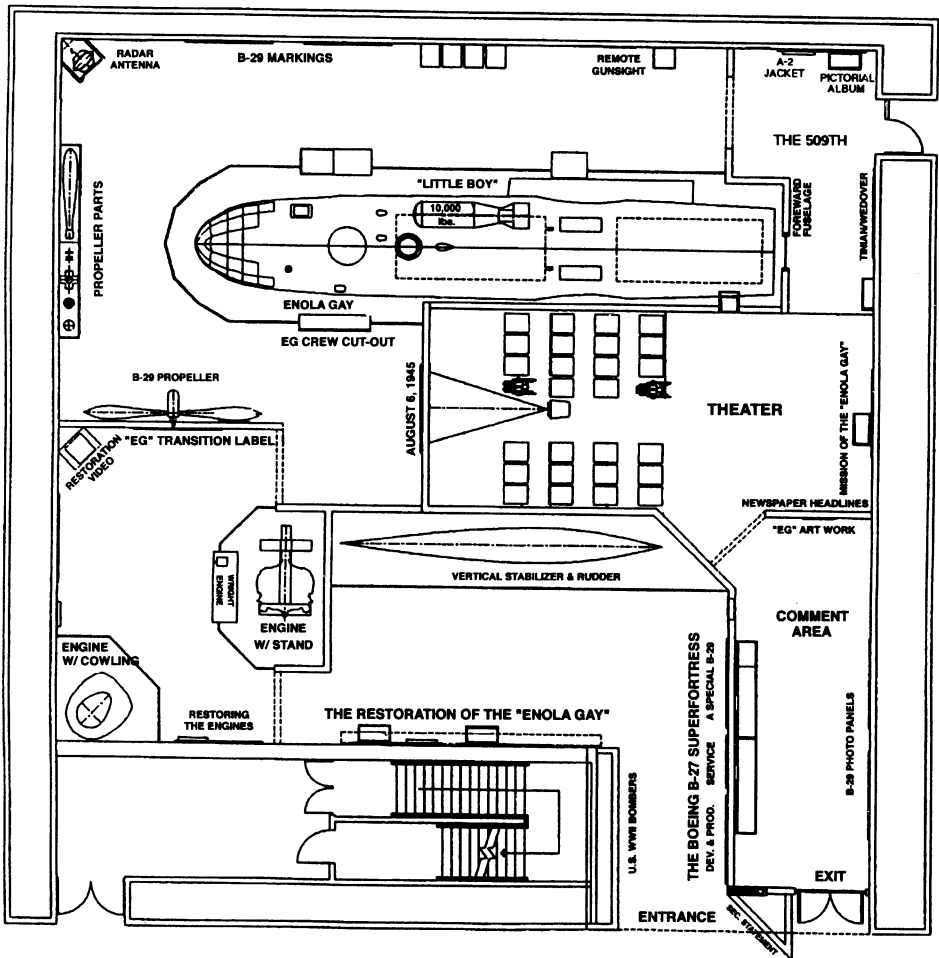 RADAR
ANTENNA
B-29 MARKINGS
REMOTE
GUNSIGHT
A-2
JACKET
PICTORIAL
ALBUM
THE 509TH
"LITTLE BOY"
10,000
lbs.
PROPELLER PARTS
FOREWARD
FUSELAGE
TINIAN/WEDOVER
ENOLA GAY
EG CREW CUT-OUT
B-29 PROPELLER
AUGUST 6, 1945
THEATER
MISSION OF THE "ENOLA GAY"
"EG" TRANSITION LABEL
RESTORATION
VIDEO
NEWSPAPER HEADLINES
"EG" ART WORK
VERTICAL STABILIZER & RUDDER
WRIGHT
ENGINE
ENGINE
W/ STAND
COMMENT
AREA
ENGINE
W/ COWLING
RESTORING
THE ENGINES
THE RESTORATION OF THE "ENOLA GAY"
THE BOEING B-27 SUPERFORTRESS
DEV. & PROD. SERVICE A SPECIAL B-29
B-29 PHOTO PANELS
U.S. WWII BOMBERS
EXIT
ENTRANCE
SEC. STATEMENT